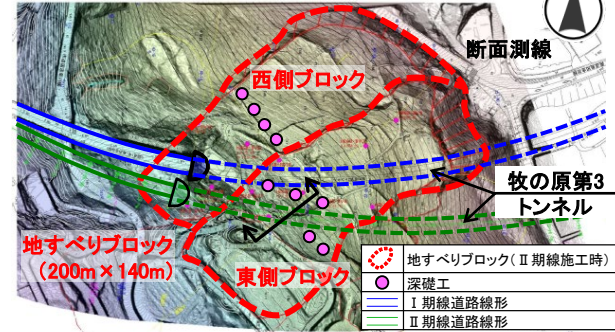 断面測線
西側ブロック
牧の原第3
トンネル
地すべりブロック
(200m×140m)
東側ブロック
地すべりブロック(Ⅱ期線施工時)
深礎工
Ⅰ期線道路線形
Ⅱ期線道路線形